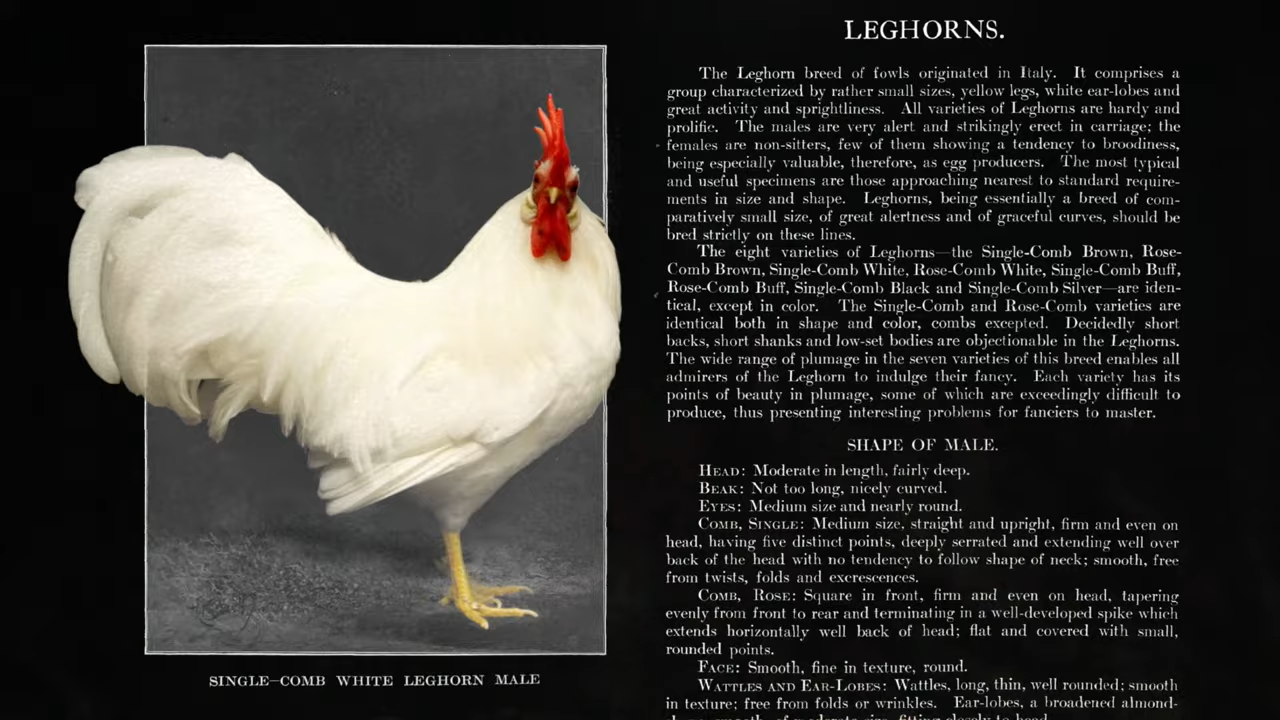 LEGHORNS.
The Leghorn breed of fowls originated in Italy. It comprises a
group characterized by rather small sizes, yellow legs, white ear-lobes and
great activity and sprightliness. All varieties of Leghorns are hardy and
prolific. The males are very alert and strikingly erect in carriage; the
females are non-sitters, few of them showing a tendency to broodiness,
being especially valuable, therefore, as egg producers. The most typical
and useful specimens are those approaching nearest to standard require-
ments in size and shape. Leghorns, being essentially a breed of com-
paratively small size, of great alertness and of graceful curves, should be
bred strictly on these lines.
The eight varieties of Leghorns—the Single-Comb Brown, Rose-
Comb Brown, Single-Comb White, Rose-Comb White, Single-Comb Buff,
Rose-Comb Buff, Single-Comb Black and Single-Comb Silver—are iden-
tical, except in color. The Single-Comb and Rose-Comb varieties are
identical both in shape and color, combs excepted. Decidedly short
backs, short shanks and low-set bodies are objectionable in the Leghorns.
The wide range of plumage in the seven varieties of this breed enables all
admirers of the Leghorn to indulge their fancy. Each variety has its
points of beauty in plumage, some of which are exceedingly difficult to
produce, thus presenting interesting problems for fanciers to master.
SHAPE OF MALE.
HEAD: Moderate in length, fairly deep.
BEAK: Not too long, nicely curved.
EYES: Medium size and nearly round.
COMB, SINGLE: Medium size, straight and upright, firm and even on
head, having five distinct points, deeply serrated and extending well over
back of the head with no tendency to follow shape of neck; smooth, free
from twists, folds and excrescences.
COMB, ROSE: Square in front, firm and even on head, tapering
evenly from front to rear and terminating in a well-developed spike which
extends horizontally well back of head; flat and covered with small,
rounded points.
FACE: Smooth, fine in texture, round.
WATTLES AND EAR-LOBES: Wattles, long, thin, well rounded; smooth
in texture; free from folds or wrinkles. Ear-lobes, a broadened almond-
SINGLE-COMB WHITE LEGHORN MALE